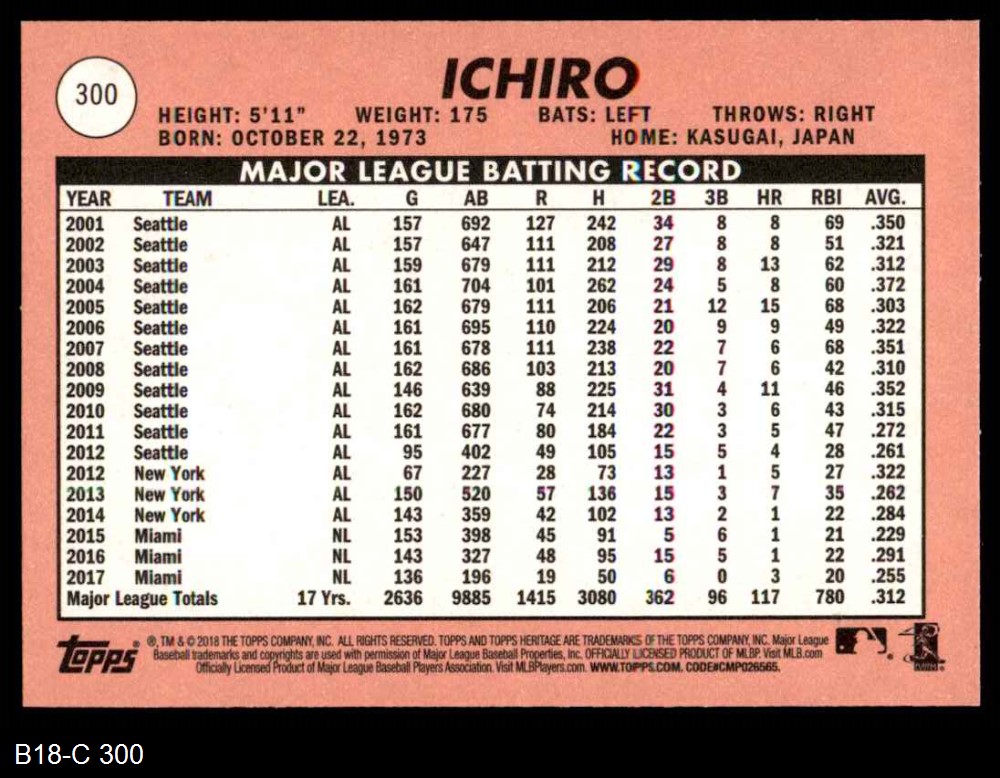 300
ICHIRO
HEIGHT: 5'11" WEIGHT: 175 BATS: LEFT THROWS: RIGHT
BORN: OCTOBER 22, 1973 HOME: KASUGAI, JAPAN
MAJOR LEAGUE BATTING RECORD
YEAR TEAM LEA. G AB R H 2B 3B HR RBI AVG.
2001 Seattle AL 157 692 127 242 34 8 8 69 .350
2002 Seattle AL 157 647 111 208 27 8 8 51 .321
2003 Seattle AL 159 679 111 212 29 8 13 62 .312
2004 Seattle AL 161 704 101 262 24 5 8 60 .372
2005 Seattle AL 162 679 111 206 21 12 15 68 .303
2006 Seattle AL 161 695 110 224 20 9 9 49 .322
2007 Seattle AL 161 678 111 238 22 7 6 68 .351
2008 Seattle AL 162 686 103 213 20 7 6 42 .310
2009 Seattle AL 146 639 88 225 31 4 11 46 .352
2010 Seattle AL 162 680 74 214 30 3 6 43 .315
2011 Seattle AL 161 677 80 184 22 3 5 47 .272
2012 Seattle AL 95 402 49 105 15 5 4 28 .261
2012 New York AL 67 227 28 73 13 1 5 27 .322
2013 New York AL 150 520 57 136 15 3 7 35 .262
2014 New York AL 143 359 42 102 13 2 1 22 .284
2015 Miami NL 153 398 45 91 5 6 1 21 .229
2016 Miami NL 143 327 48 95 15 5 1 22 .291
2017 Miami NL 136 196 19 50 6 0 3 20 .255
Major League Totals 17 Yrs. 2636 9885 1415 3080 362 96 117 780 .312
Topps ®, TM & © 2018 THE TOPPS COMPANY, INC. ALL RIGHTS RESERVED. TOPPS AND TOPPS HERITAGE ARE TRADEMARKS OF THE TOPPS COMPANY, INC. Major League
Baseball trademarks and copyrights are used with permission of Major League Baseball Properties, Inc. OFFICIALLY LICENSED PRODUCT OF MLBP. Visit MLB.com
Officially Licensed Product of Major League Baseball Players Association. Visit MLBPlayers.com. WWW.TOPPS.COM. CODE#CMP026565.
B18-C 300